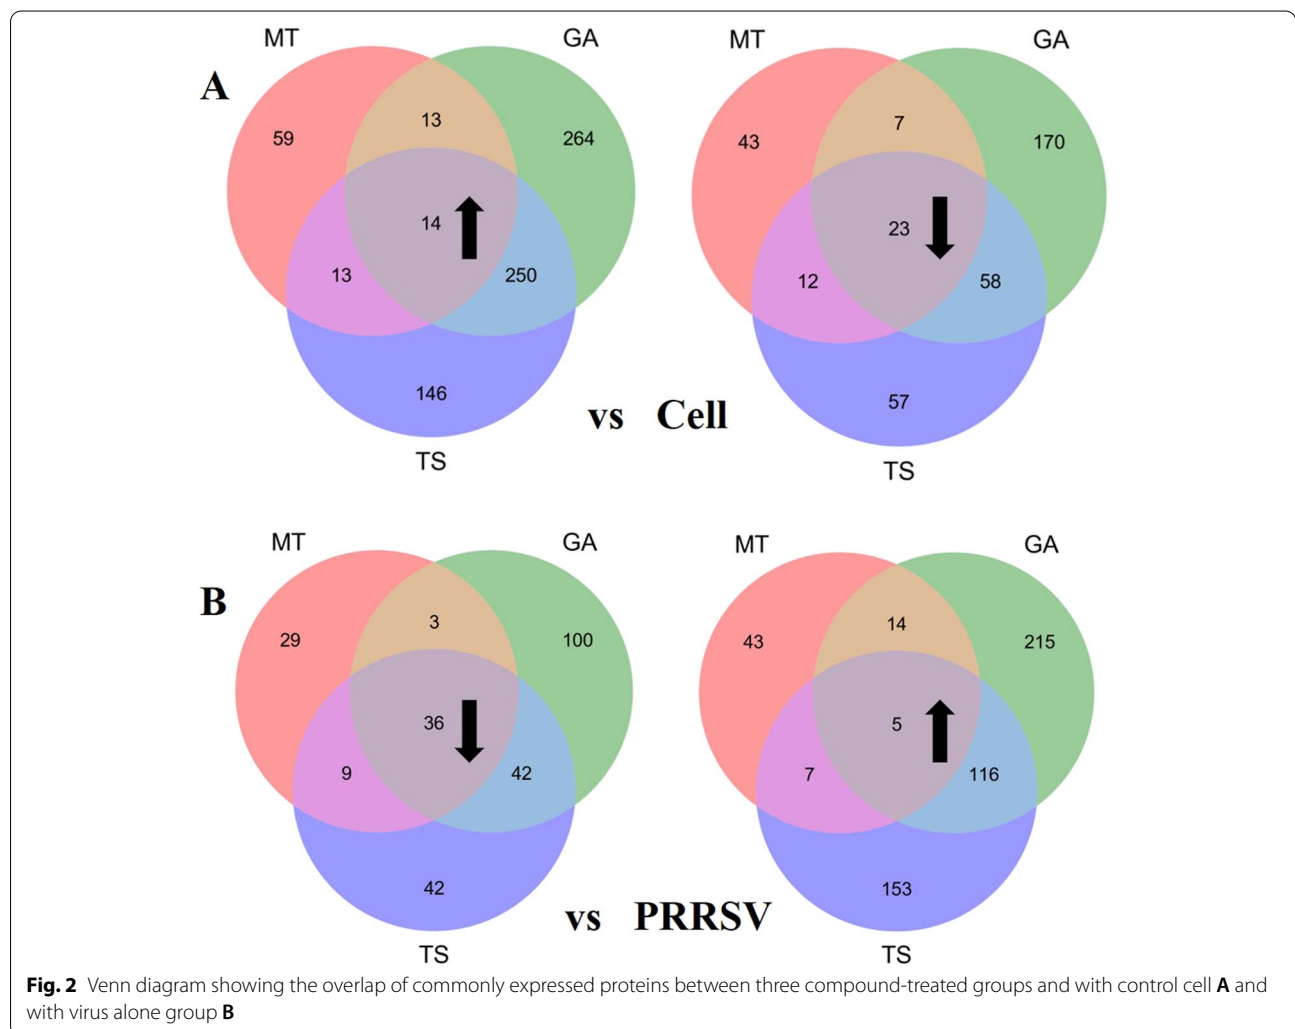 MT GA
A
59 13 264
14
13 250
146
TS
MT GA
43 7 170
23
12 58
57
TS
vs Cell
MT GA
B
29 3 100
36
9 42
42
TS
MT GA
43 14 215
5
7 116
153
TS
vs PRRSV
Fig. 2 Venn diagram showing the overlap of commonly expressed proteins between three compound-treated groups and with control cell A and
with virus alone group B